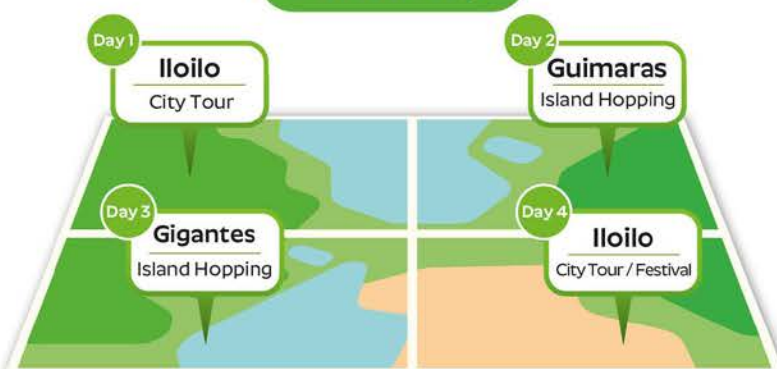 Day 1
Iloilo
City Tour
Day 2
Guimaras
Island Hopping
Day 3
Gigantes
Island Hopping
Day 4
Iloilo
City Tour / Festival